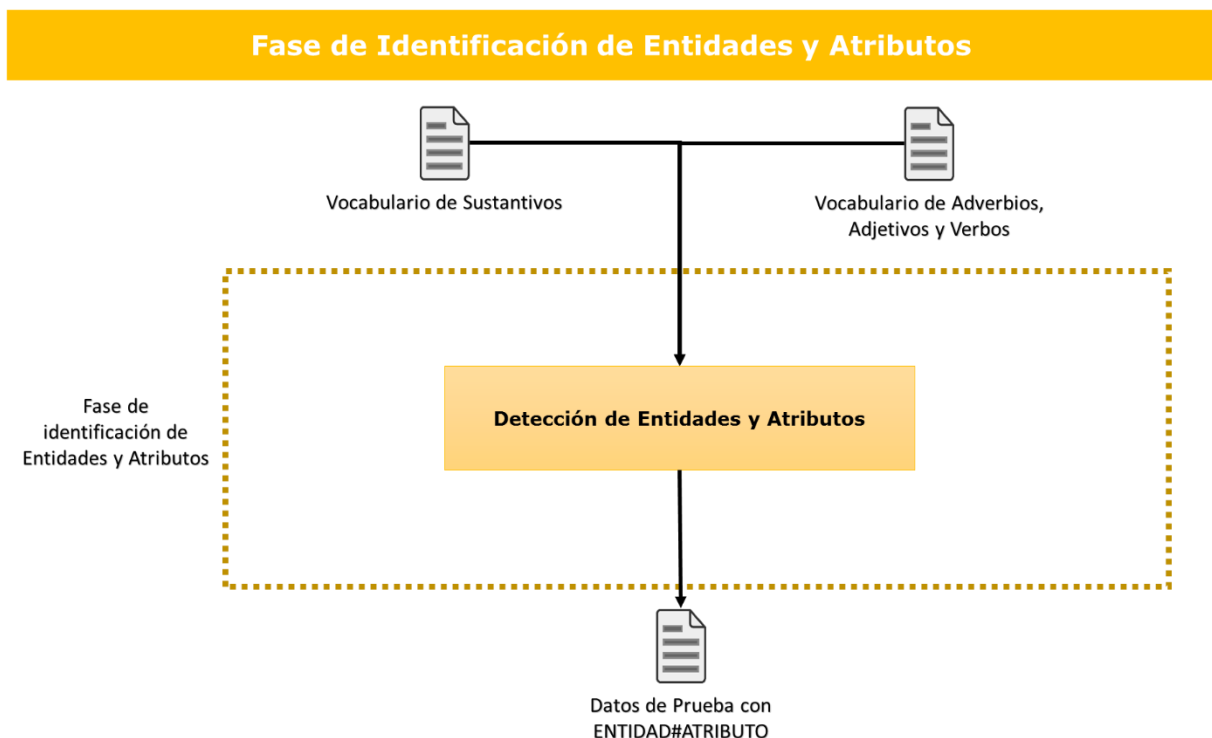 Fase de Identificación de Entidades y Atributos
Vocabulario de Sustantivos
Vocabulario de Adverbios,
Adjetivos y Verbos
Fase de
identificación de
Entidades y Atributos
Detección de Entidades y Atributos
Datos de Prueba con
ENTIDAD#ATRIBUTO